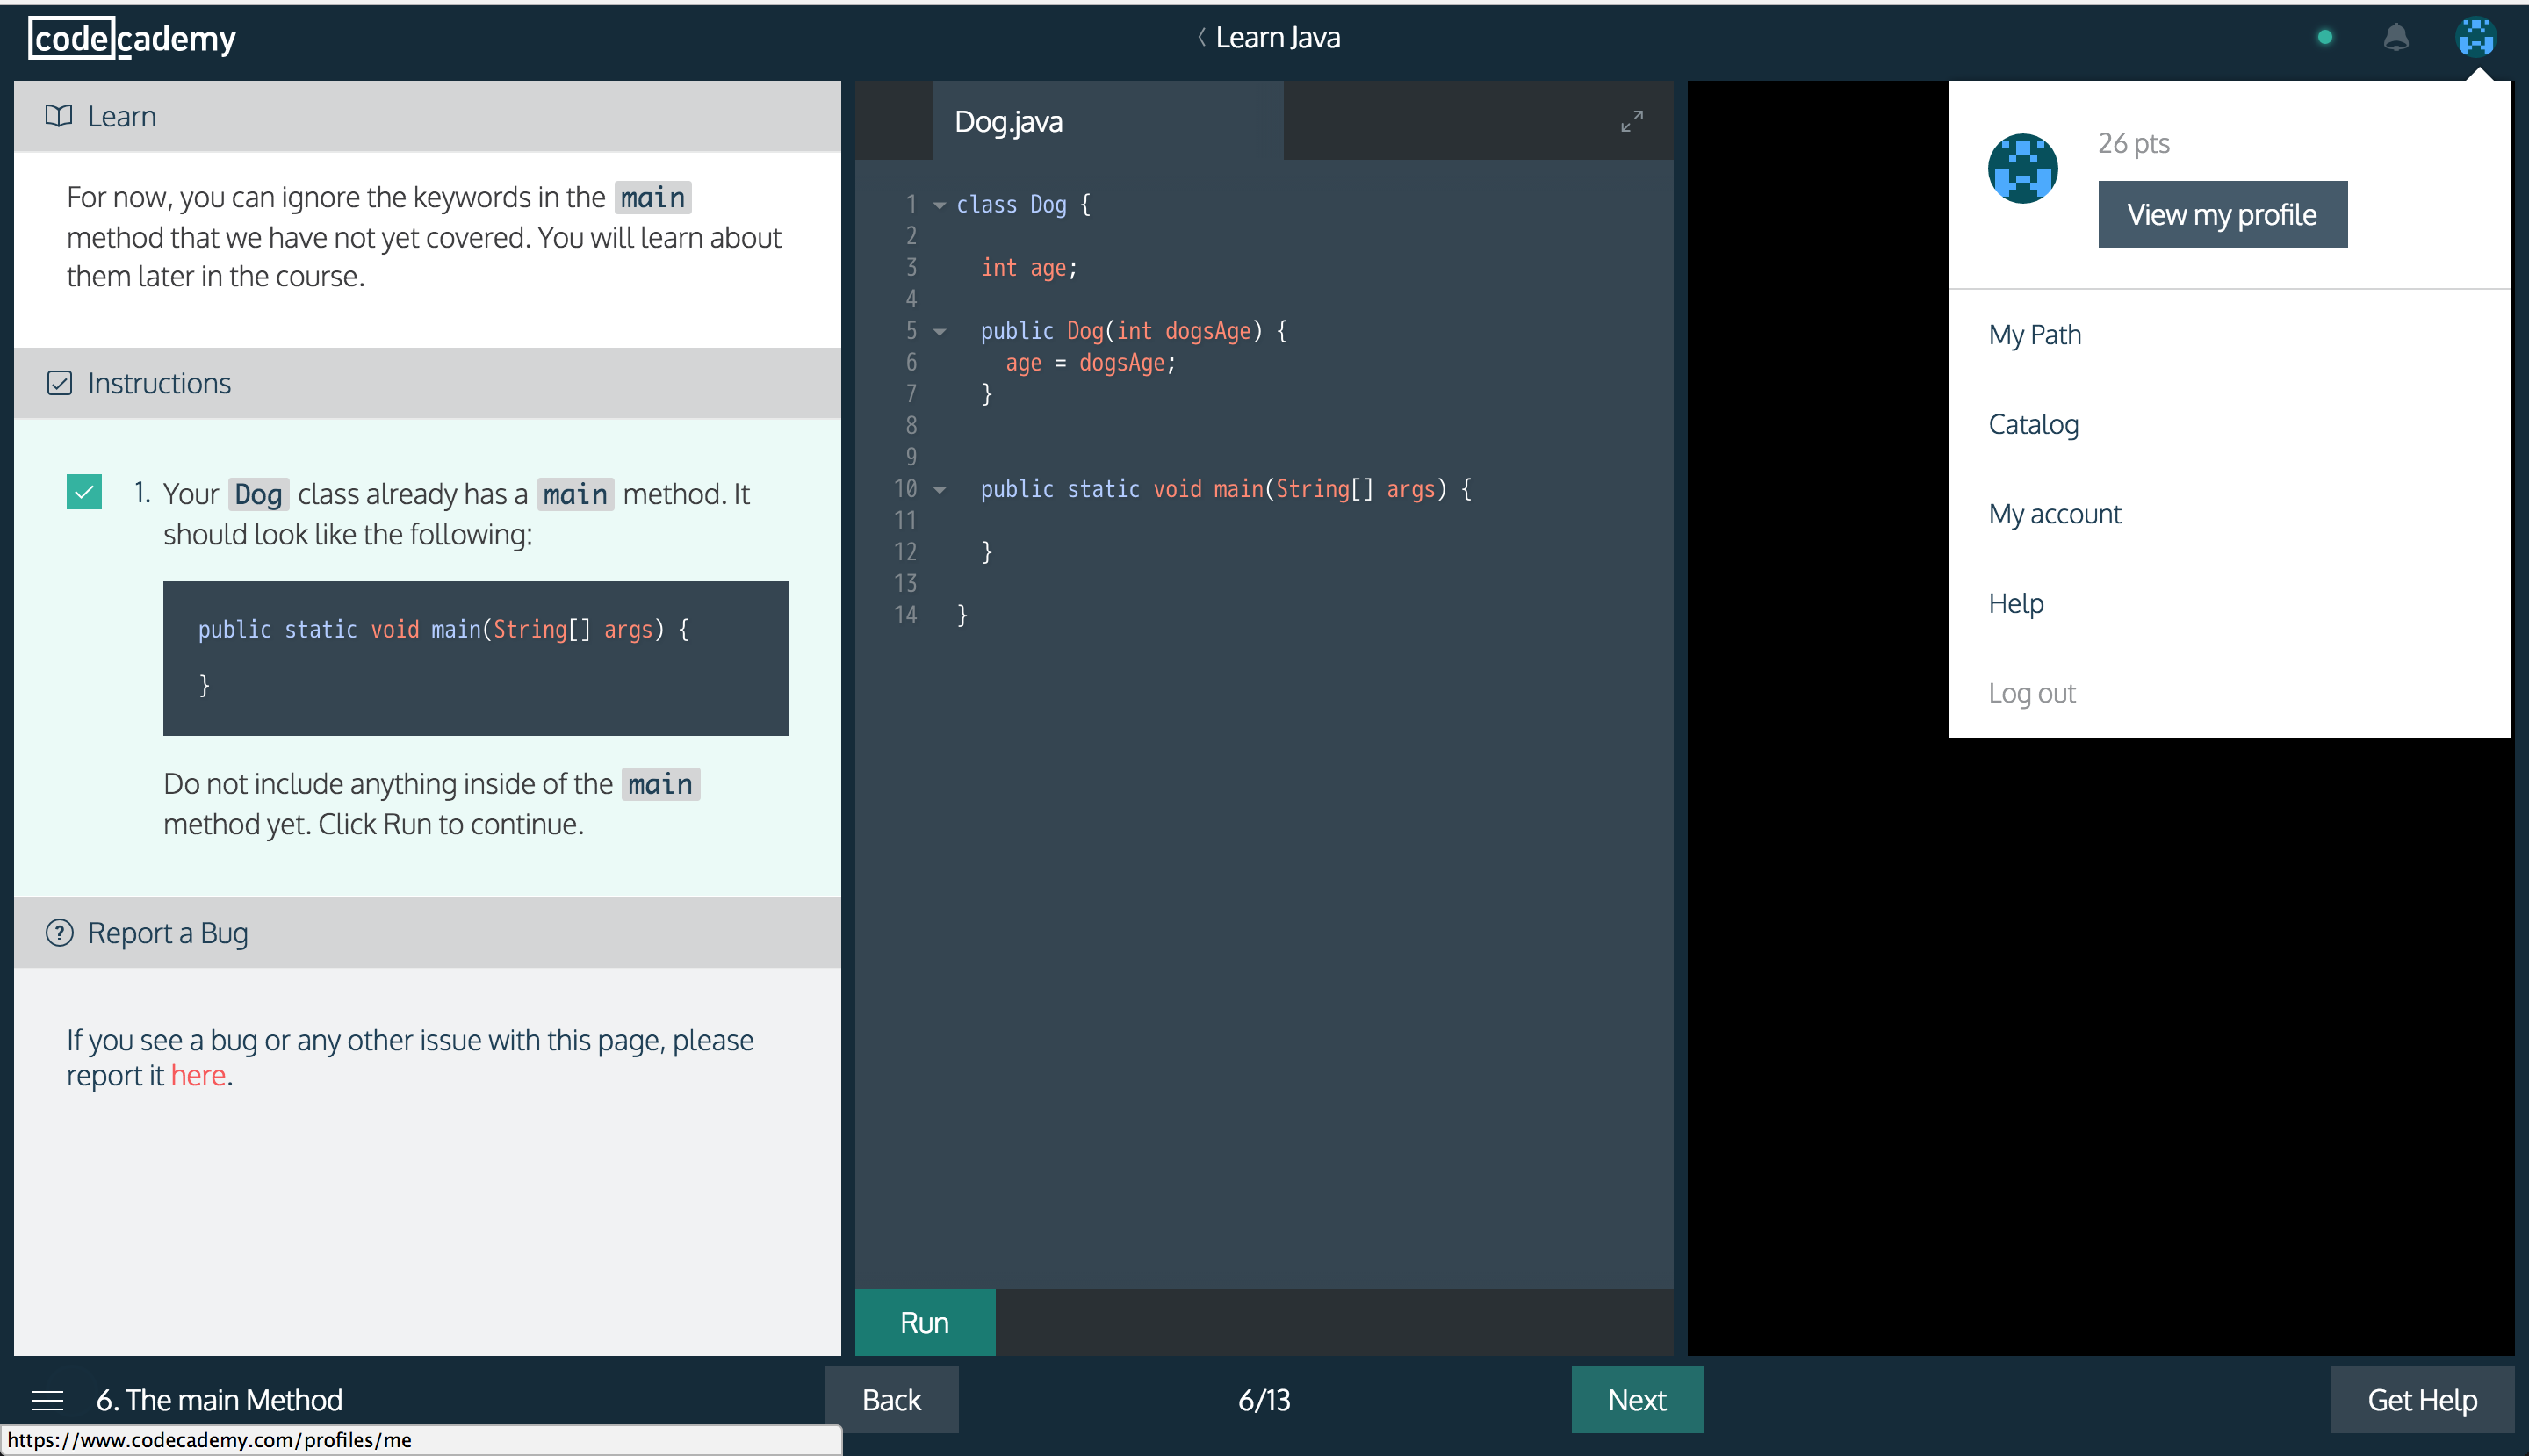 codecademy
Learn Java
Learn
For now, you can ignore the keywords in the main
method that we have not yet covered. You will learn about
them later in the course.
Instructions
1. Your Dog class already has a main method. It
should look like the following:
public static void main(String[] args) {
}
Do not include anything inside of the main
method yet. Click Run to continue.
? Report a Bug
If you see a bug or any other issue with this page, please
report it here.
Dog.java
1 class Dog {
2
3 int age;
4
5 public Dog(int dogsAge) {
6 age = dogsAge;
7 }
8
9
10 public static void main(String[] args) {
11
12 }
13
14 }
Run
26 pts
View my profile
My Path
Catalog
My account
Help
Log out
6. The main Method
Back
6/13
Next
Get Help
https://www.codecademy.com/profiles/me